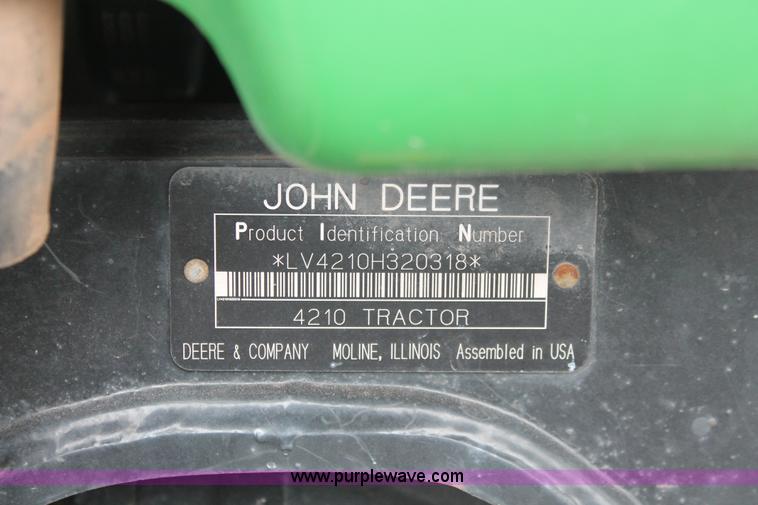 JOHN DEERE
Product Identification Number
*LV4210H320318*
4210 TRACTOR
DEERE & COMPANY MOLINE, ILLINOIS Assembled in USA
www.purplewave.com